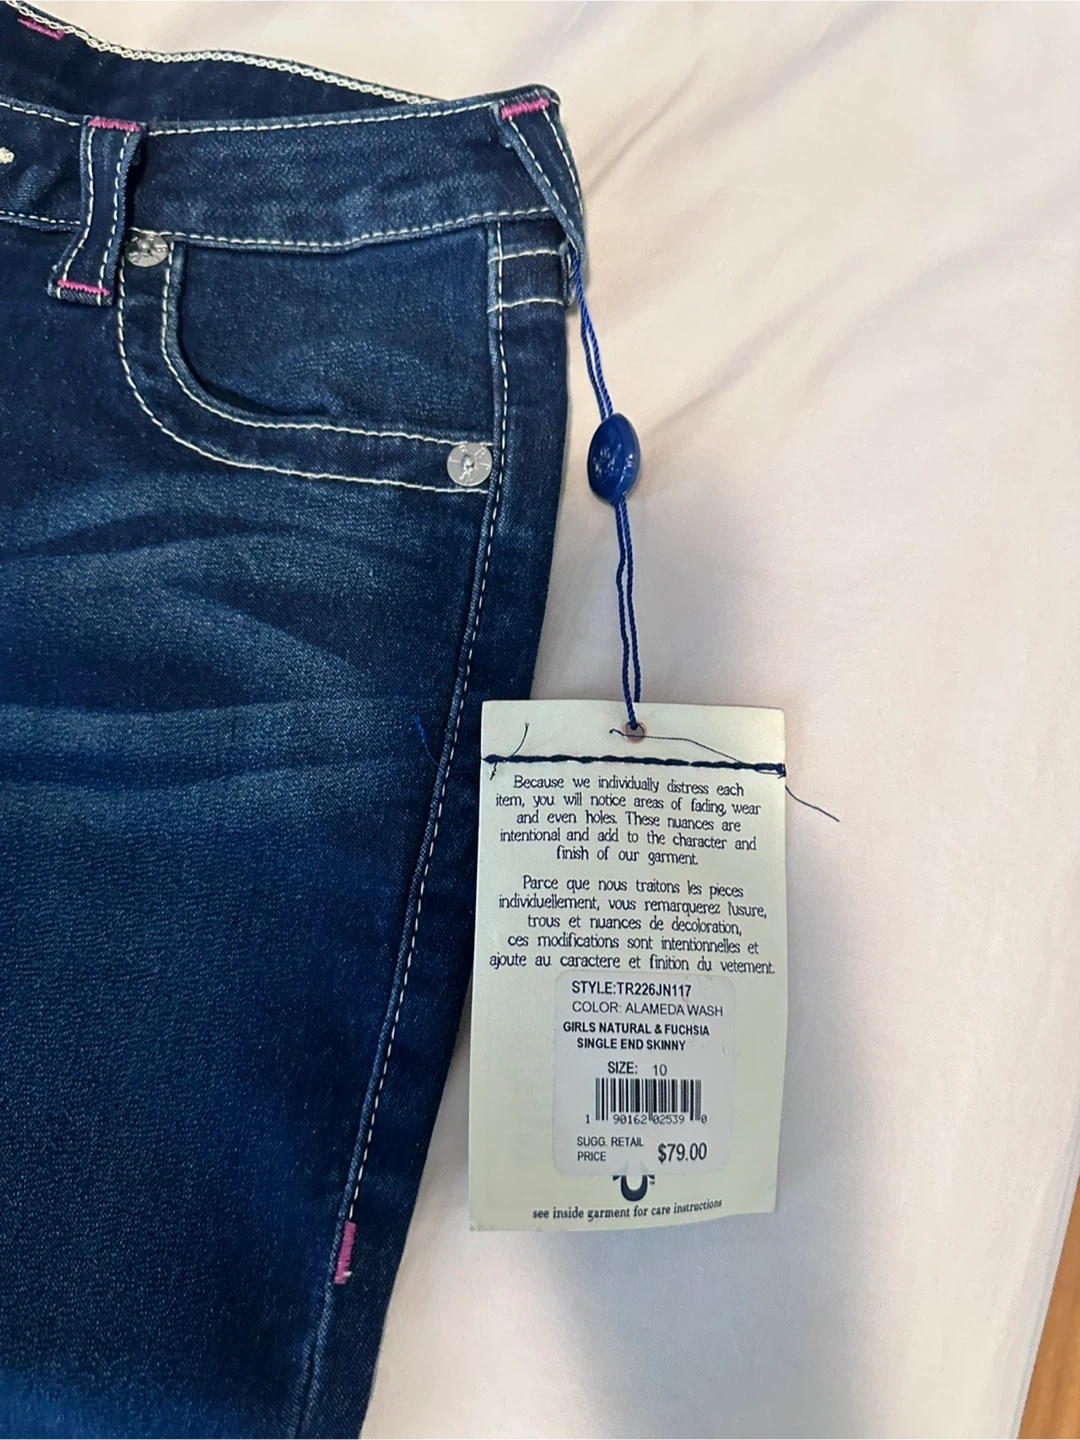 Because we individually distress each
item, you will notice areas of fading, wear
and even holes. These nuances are
intentional and add to the character and
finish of our garment.
Parce que nous traitons les pieces
individuellement, vous remarquerez l'usure,
trous et nuances de decoloration,
ces modifications sont intentionnelles et
ajoute au caractere et finition du vetement.
STYLE:TR226JN117
COLOR: ALAMEDA WASH
GIRLS NATURAL & FUCHSIA
SINGLE END SKINNY
SIZE: 10
1 90162 02539 0
SUGG. RETAIL
PRICE $79.00
see inside garment for care instructions